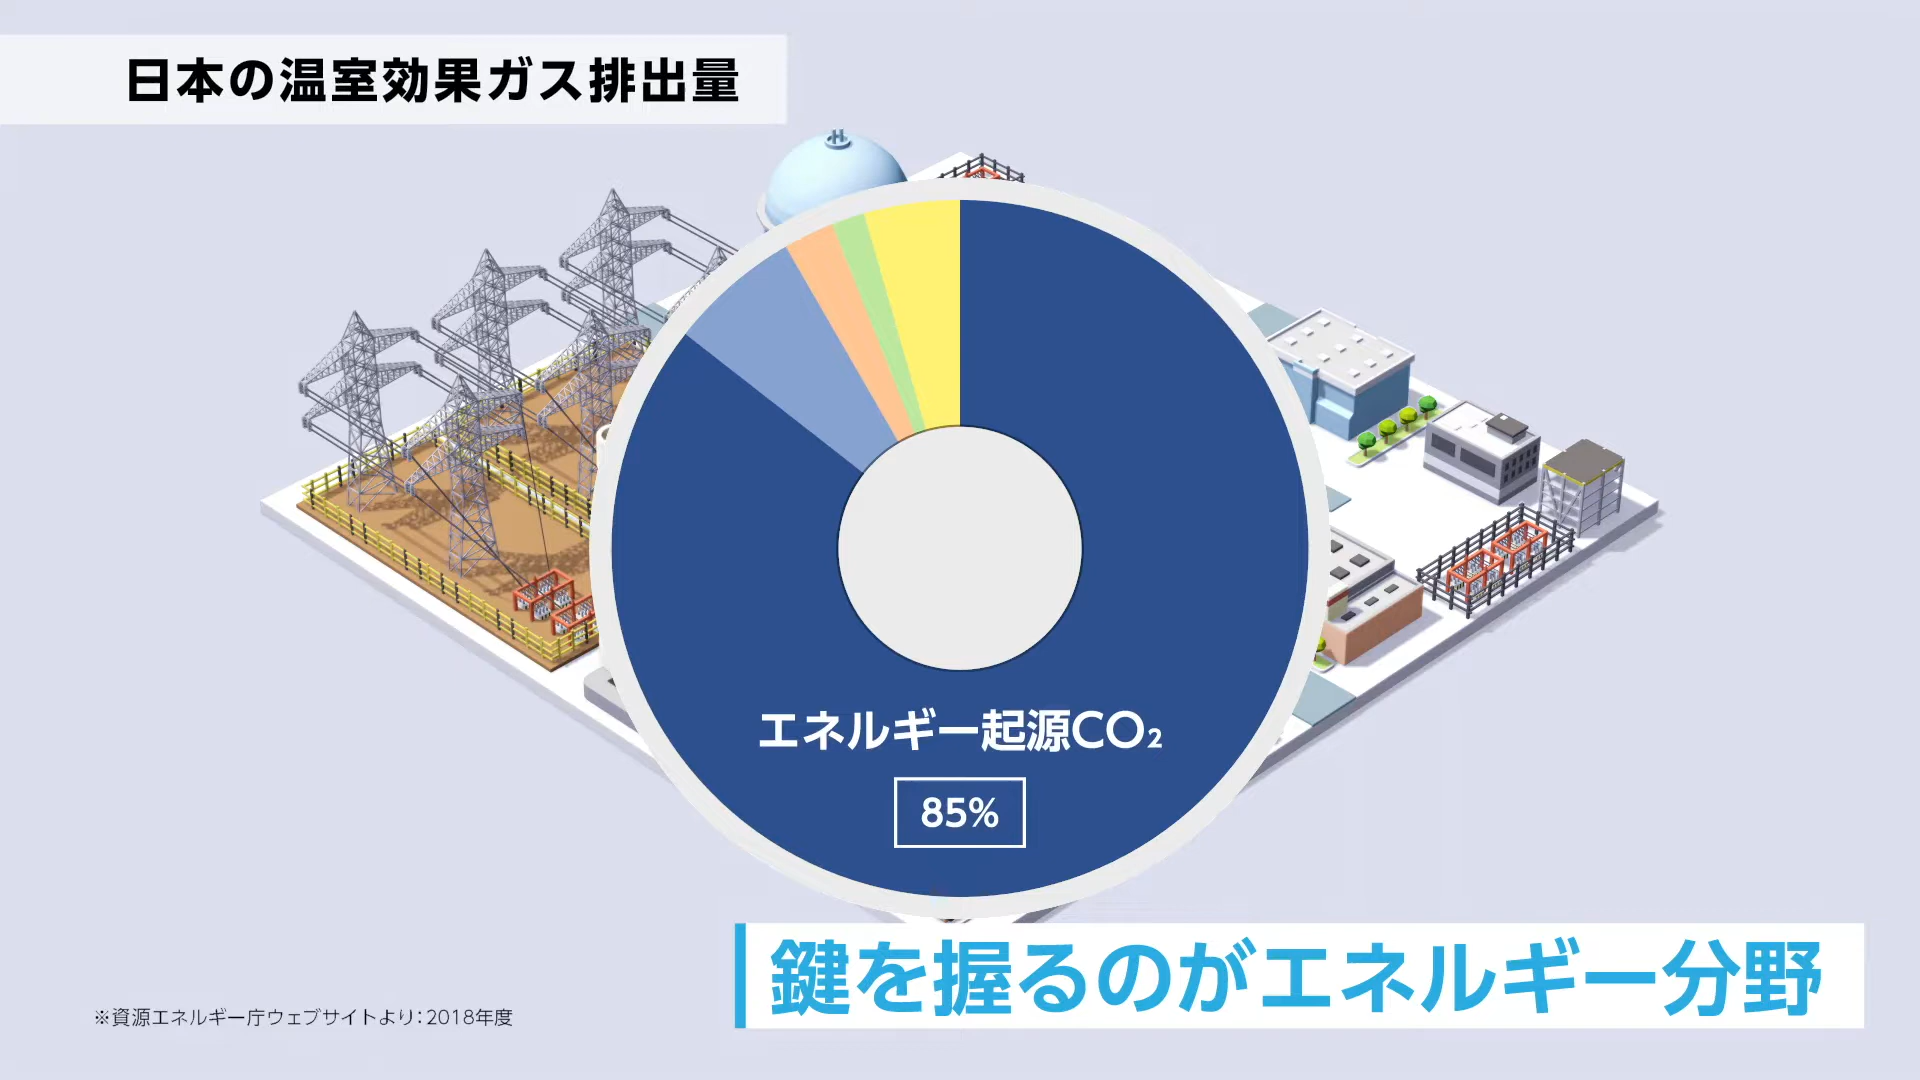 日本の温室効果ガス排出量
エネルギー起源CO₂
85%
鍵を握るのがエネルギー分野
※資源エネルギー庁ウェブサイトより：2018年度